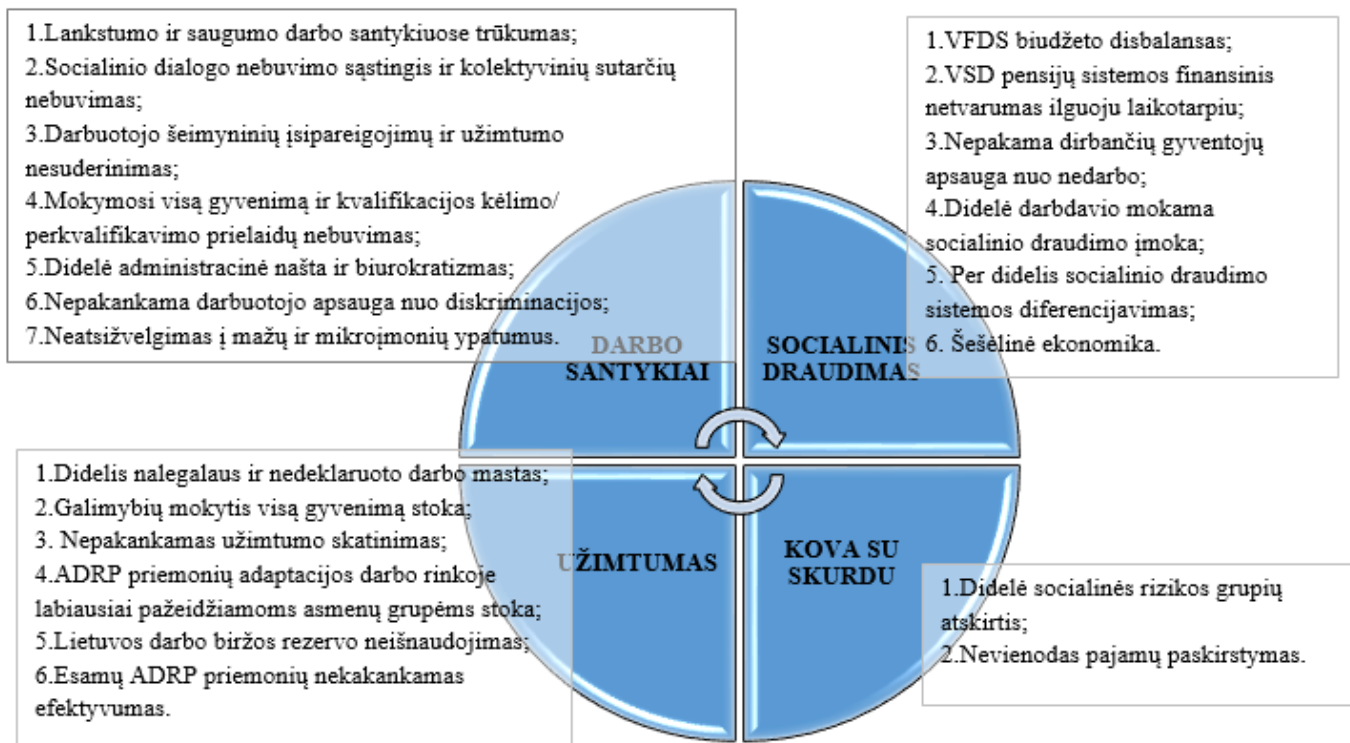 1.Lankstumo ir saugumo darbo santykiuose trūkumas;
2.Socialinio dialogo nebuvimo sąstingis ir kolektyvinių sutarčių
nebuvimas;
3.Darbuotojo šeimyninių įsipareigojimų ir užimtumo
nesuderinimas;
4.Mokymosi visą gyvenimą ir kvalifikacijos kėlimo/
perkvalifikavimo prielaidų nebuvimas;
5.Didelė administracinė našta ir biurokratizmas;
6.Nepakankama darbuotojo apsauga nuo diskriminacijos;
7.Neatsižvelgimas į mažų ir mikroįmonių ypatumus.
DARBO
SANTYKIAI
1.VFDS biudžeto disbalansas;
2.VSD pensijų sistemos finansinis
netvarumas ilguoju laikotarpiu;
3.Nepakama dirbančių gyventojų
apsauga nuo nedarbo;
4.Didelė darbdavio mokama
socialinio draudimo įmoka;
5. Per didelis socialinio draudimo
sistemos diferencijavimas;
6. Šešėlinė ekonomika.
SOCIALINIS
DRAUDIMAS
1.Didelis nalegalaus ir nedeklaruoto darbo mastas;
2.Galimybių mokytis visą gyvenimą stoka;
3. Nepakankamas užimtumo skatinimas;
4.ADRP priemonių adaptacijos darbo rinkoje
labiausiai pažeidžiamoms asmenų grupėms stoka;
5.Lietuvos darbo biržos rezervo neišnaudojimas;
6.Esamų ADRP priemonių nekakankamas
efektyvumas.
UŽIMTUMAS
KOVA SU
SKURDU
1.Didelė socialinės rizikos grupių
atskirtis;
2.Nevienodas pajamų paskirstymas.